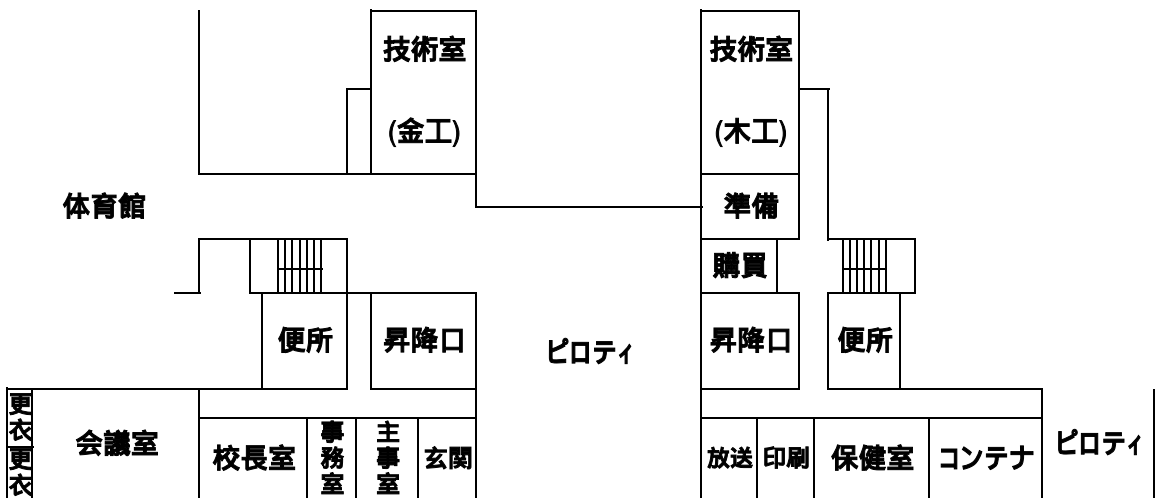 技術室
(金工)
技術室
(木工)
体育館
準備
購買
便所
昇降口
ピロティ
昇降口
便所
更衣
更衣
会議室
校長室
事務室
主事室
玄関
放送
印刷
保健室
コンテナ
ピロティ